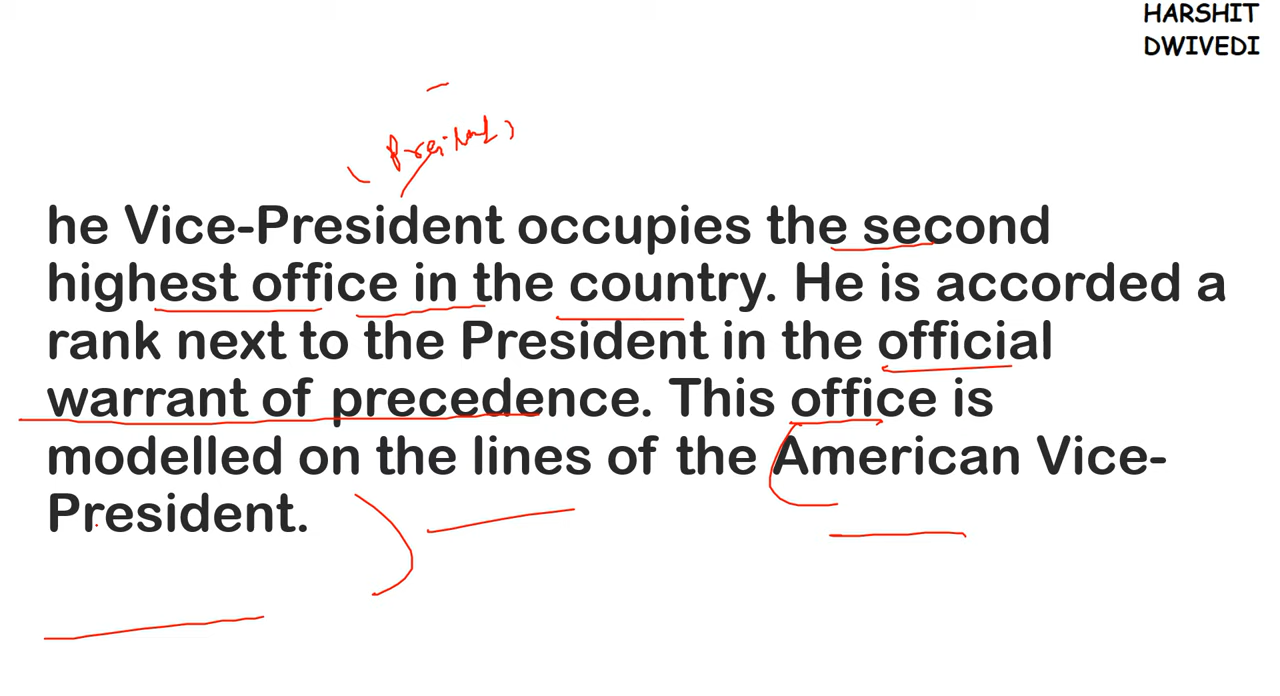 HARSHIT
DWIVEDI
he Vice-President occupies the second
highest office in the country. He is accorded a
rank next to the President in the official
warrant of precedence. This office is
modelled on the lines of the American Vice-
President.